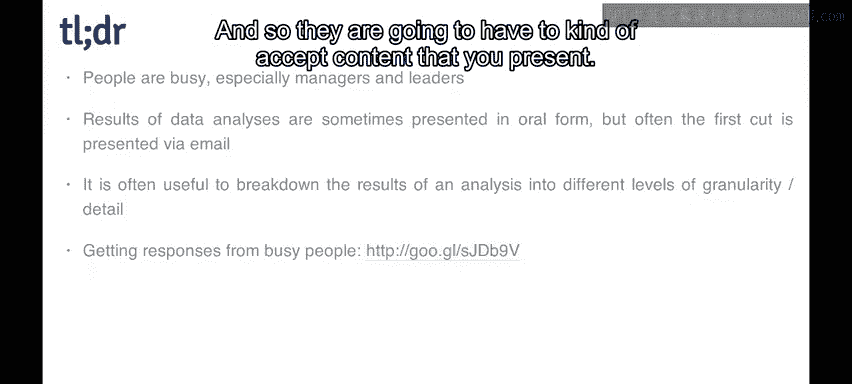 And so they are going to have to kind of
accept content that you present.
tl;dr
· People are busy, especially managers and leaders
· Results of data analyses are sometimes presented in oral form, but often the first cut is
presented via email
· It is often useful to breakdown the results of an analysis into different levels of granularity /
detail
· Getting responses from busy people: http://goo.gl/sJDb9V